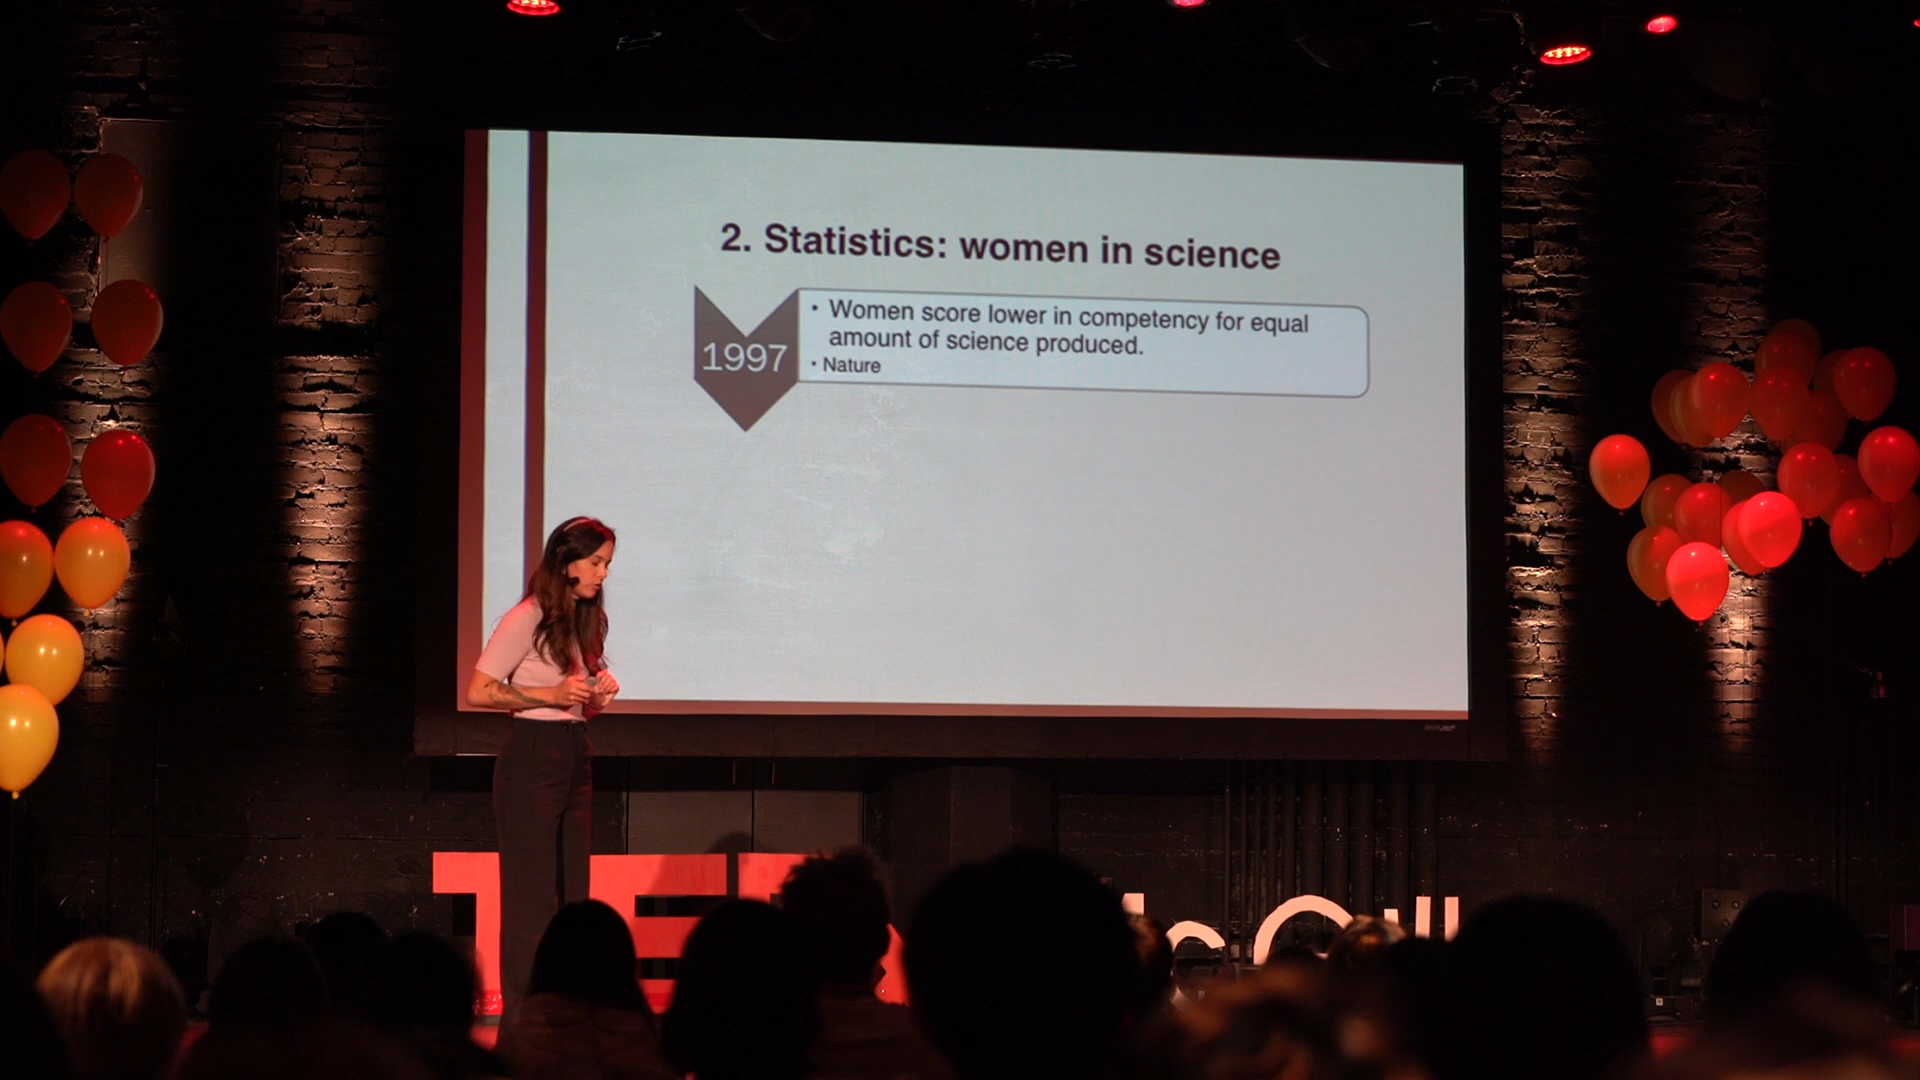 2. Statistics: women in science
1997
• Women score lower in competency for equal
amount of science produced.
• Nature